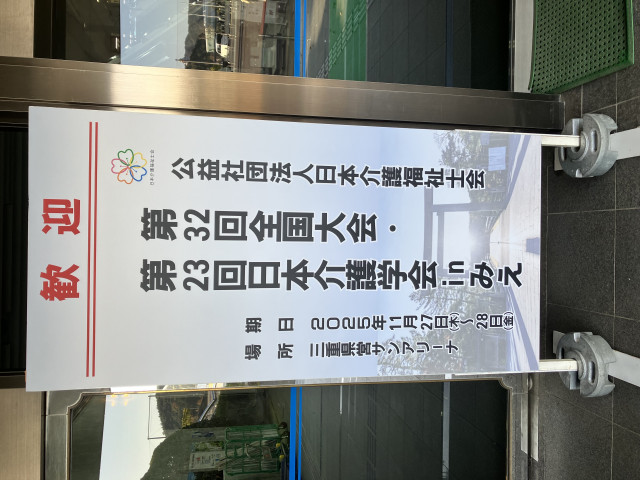 歓迎
公益社団法人日本介護福祉士会
第32回全国大会・
第23回日本介護学会inみえ
期 日 2025年11月27日(木)～28日(金)
場 所 三重県営サンアリーナ